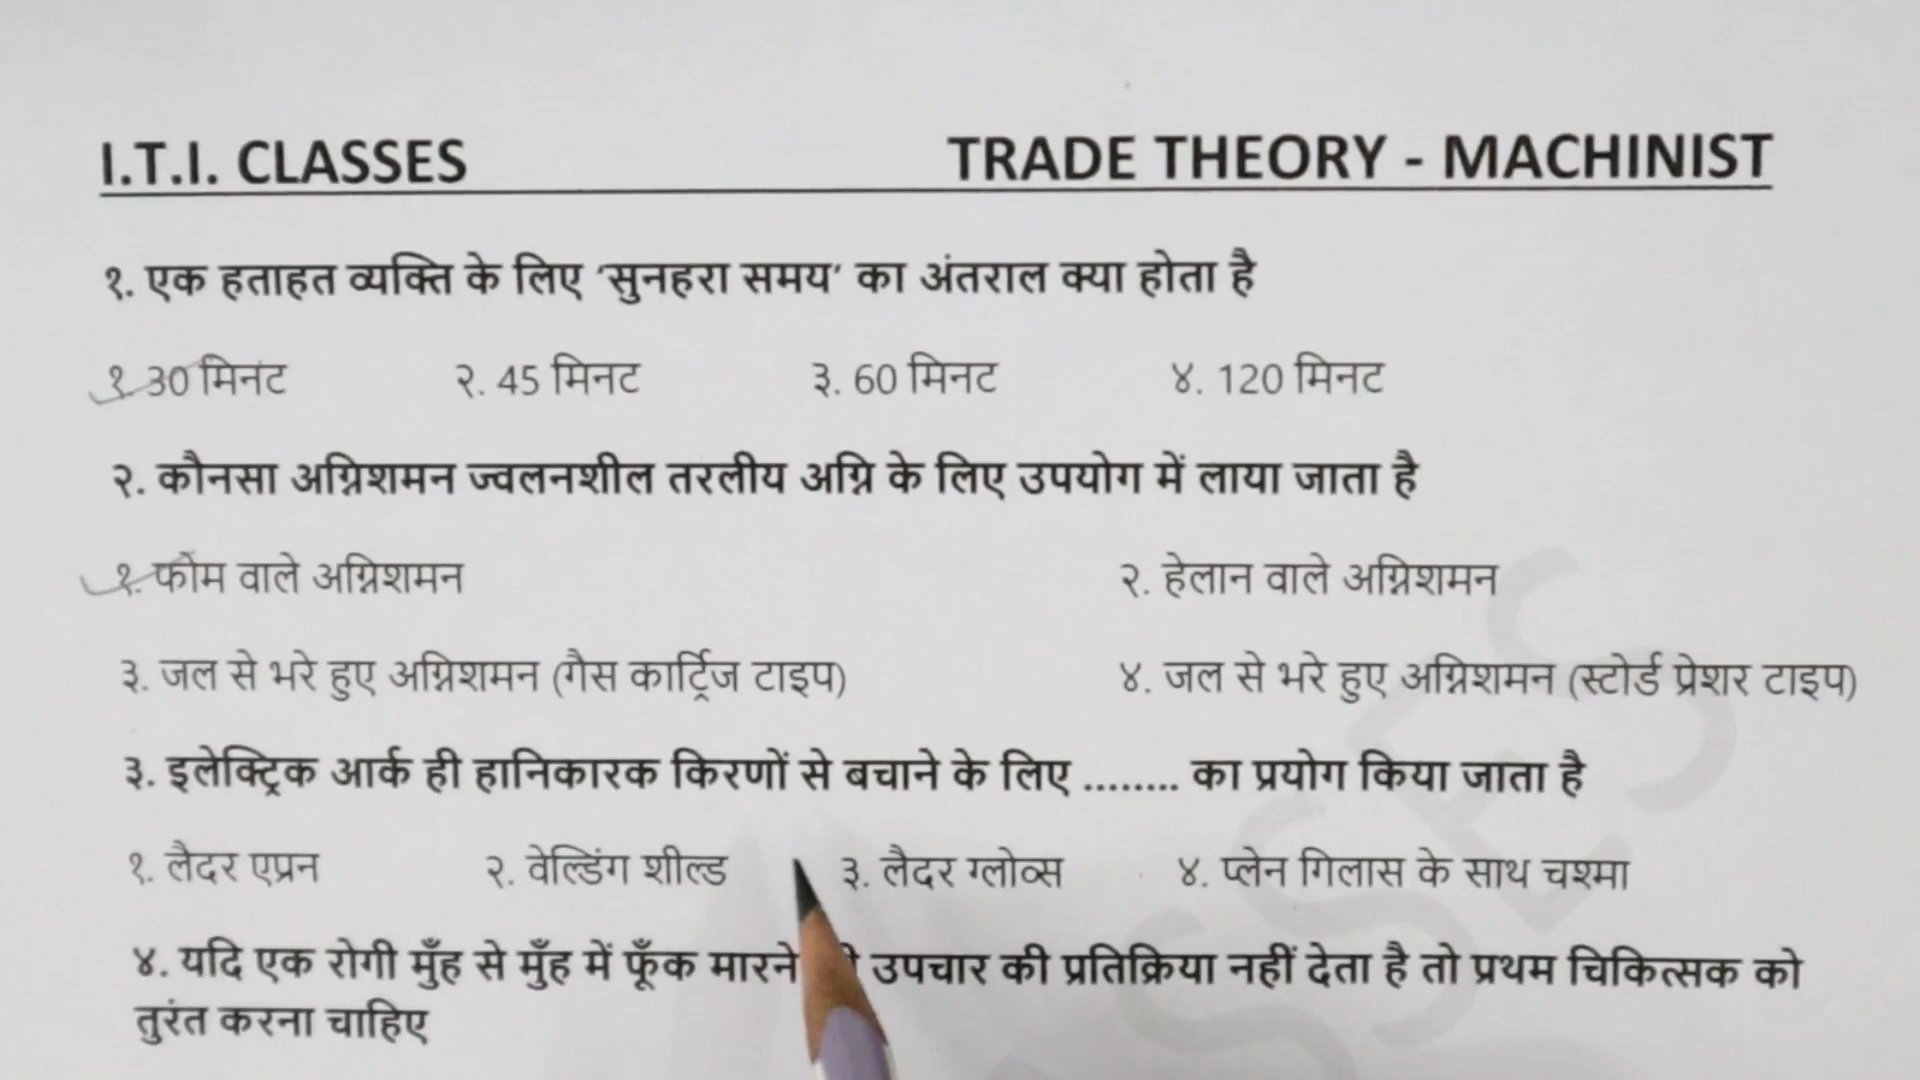 I.T.I. CLASSES TRADE THEORY - MACHINIST
१. एक हताहत व्यक्ति के लिए ‘सुनहरा समय’ का अंतराल क्या होता है
१. 30 मिनट २. 45 मिनट ३. 60 मिनट ४. 120 मिनट
२. कौनसा अग्निशमन ज्वलनशील तरलीय अग्नि के लिए उपयोग में लाया जाता है
१. फोम वाले अग्निशमन २. हेलान वाले अग्निशमन
३. जल से भरे हुए अग्निशमन (गैस कार्ट्रिज टाइप) ४. जल से भरे हुए अग्निशमन (स्टोर्ड प्रेशर टाइप)
३. इलेक्ट्रिक आर्क ही हानिकारक किरणों से बचाने के लिए ........ का प्रयोग किया जाता है
१. लैदर एप्रन २. वेल्डिंग शील्ड ३. लैदर ग्लोव्स ४. प्लेन गिलास के साथ चश्मा
४. यदि एक रोगी मुँह से मुँह में फूँक मारने उपचार की प्रतिक्रिया नहीं देता है तो प्रथम चिकित्सक को
तुरंत करना चाहिए